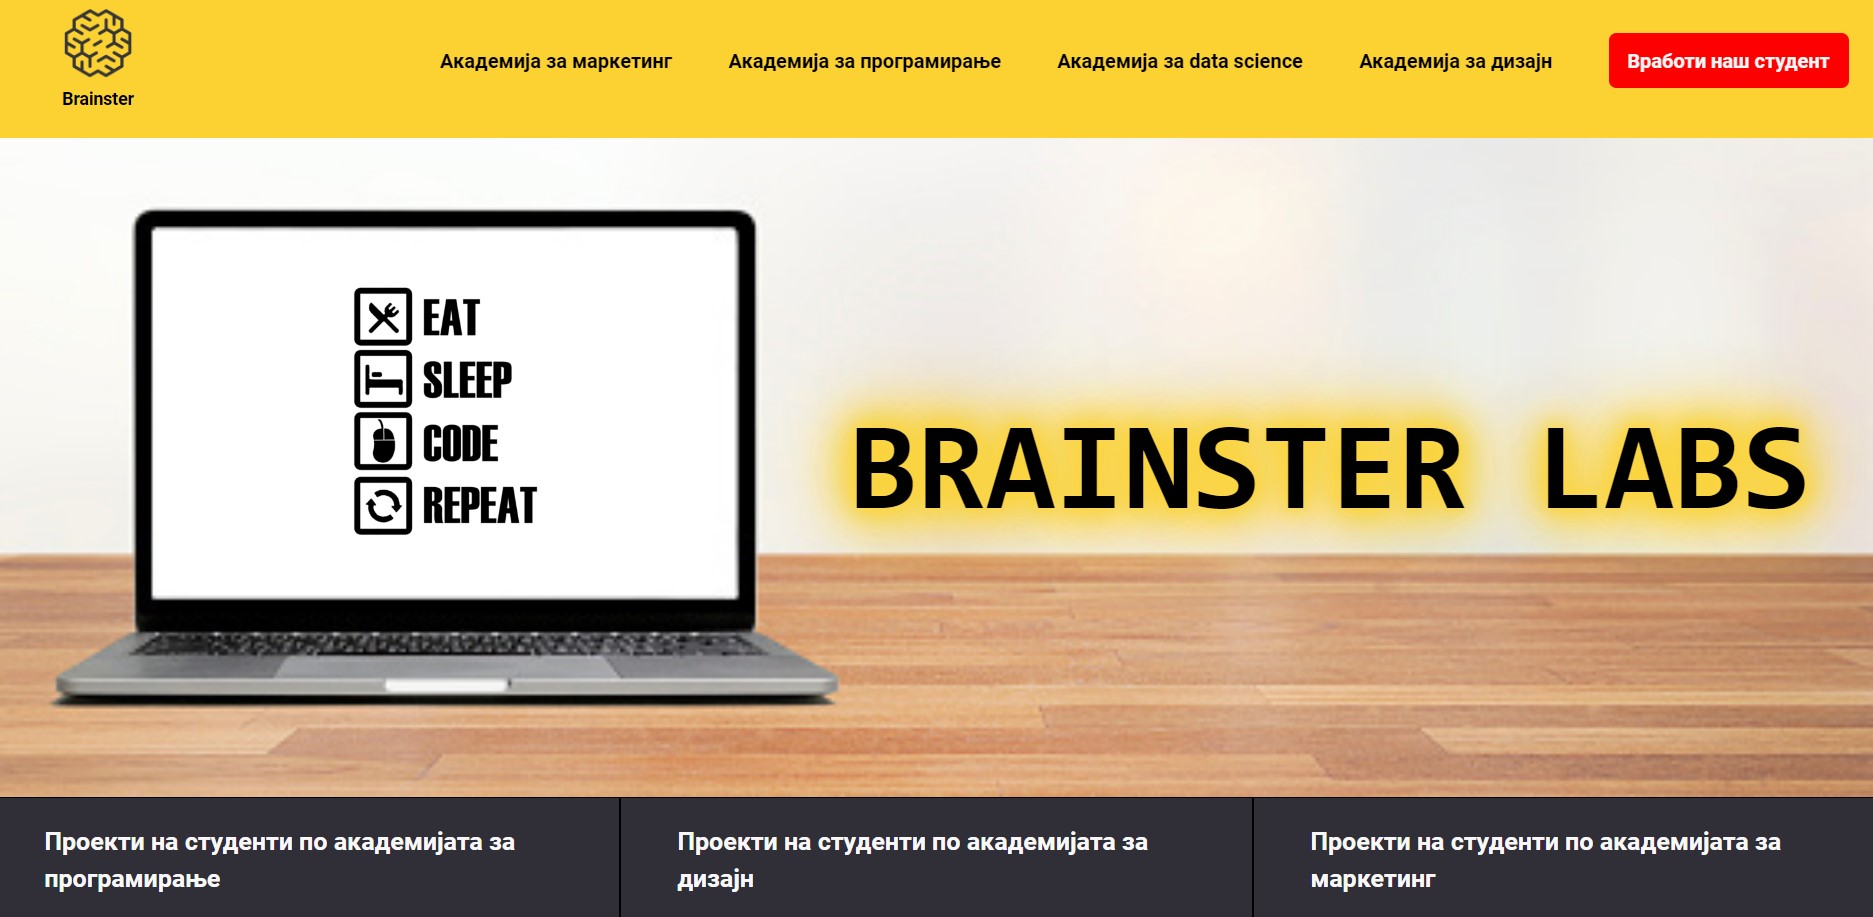 Brainster
Академија за маркетинг
Академија за програмирање
Академија за data science
Академија за дизајн
Вработи наш студент
EAT
SLEEP
CODE
REPEAT
BRAINSTER LABS
Проекти на студенти по академијата за
програмирање
Проекти на студенти по академијата за
дизајн
Проекти на студенти по академијата за
маркетинг